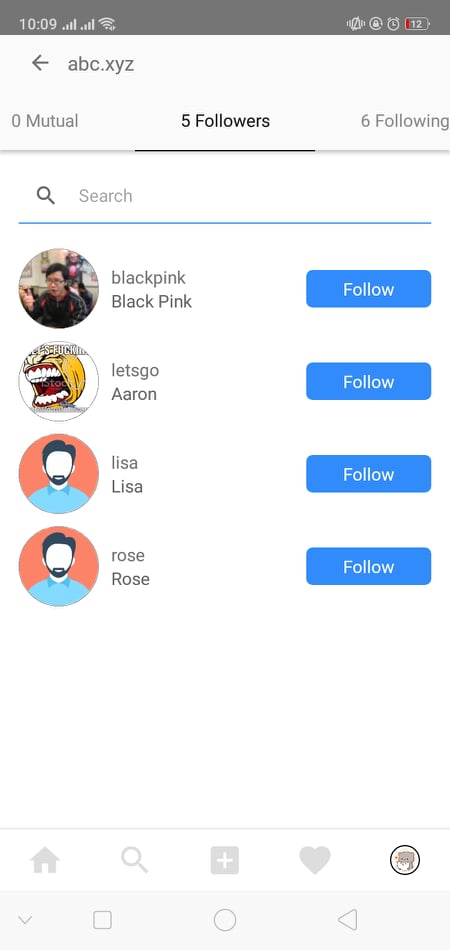 10:09
12
abc.xyz
0 Mutual
5 Followers
6 Following
Search
blackpink
Black Pink
Follow
letsgo
Aaron
Follow
lisa
Lisa
Follow
rose
Rose
Follow